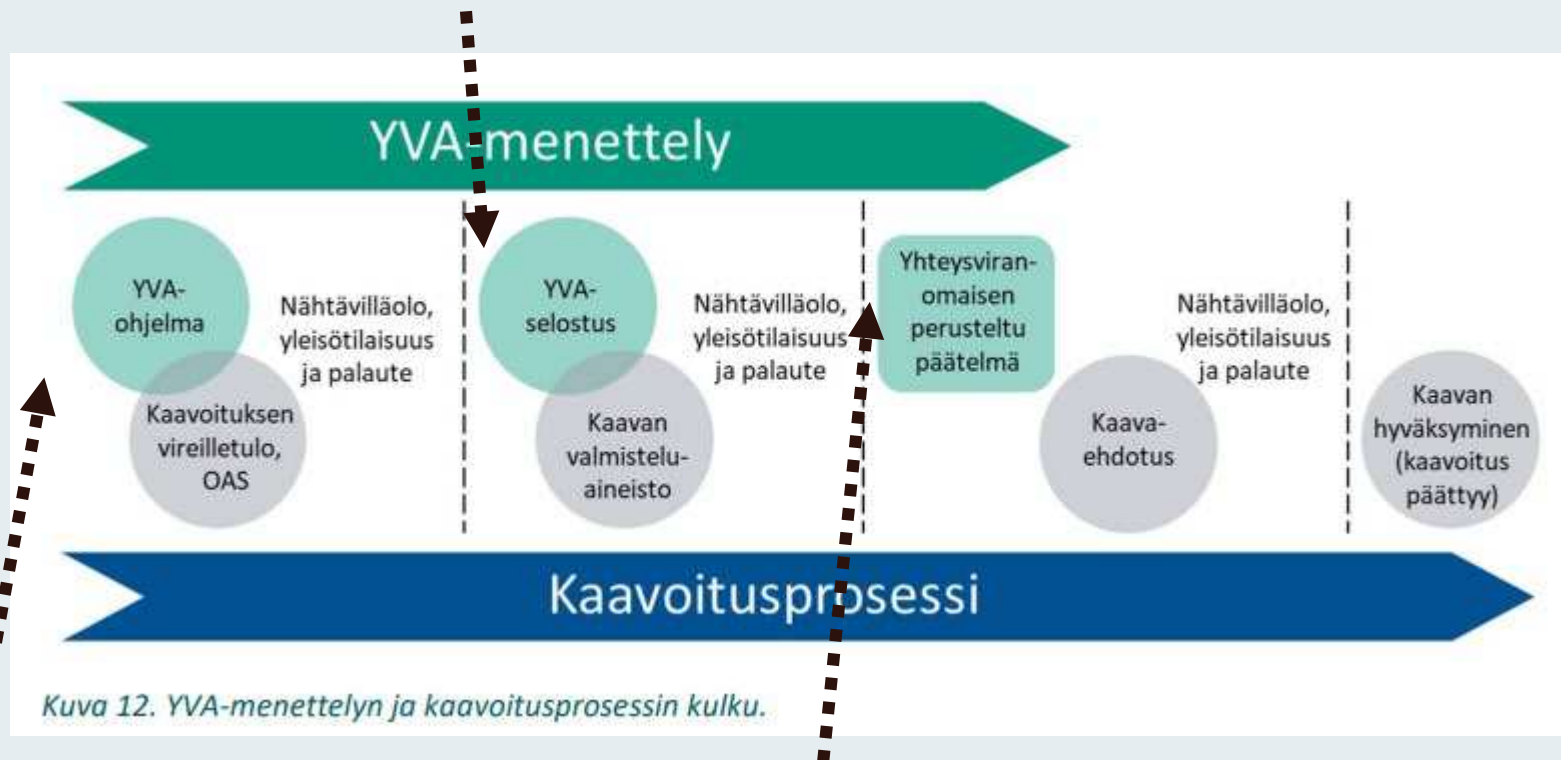 YVA-menettely
YVA-
ohjelma
Kaavoituksen
vireilletulo,
OAS
Nähtävilläolo,
yleisötilaisuus
ja palaute
YVA-
selostus
Kaavan
valmistelu-
aineisto
Nähtävilläolo,
yleisötilaisuus
ja palaute
Yhteysviran-
omaisen
perusteltu
päätelmä
Kaava-
ehdotus
Nähtävilläolo,
yleisötilaisuus
ja palaute
Kaavan
hyväksyminen
(kaavoitus
päättyy)
Kaavoitusprosessi
Kuva 12. YVA-menettelyn ja kaavoitusprosessin kulku.